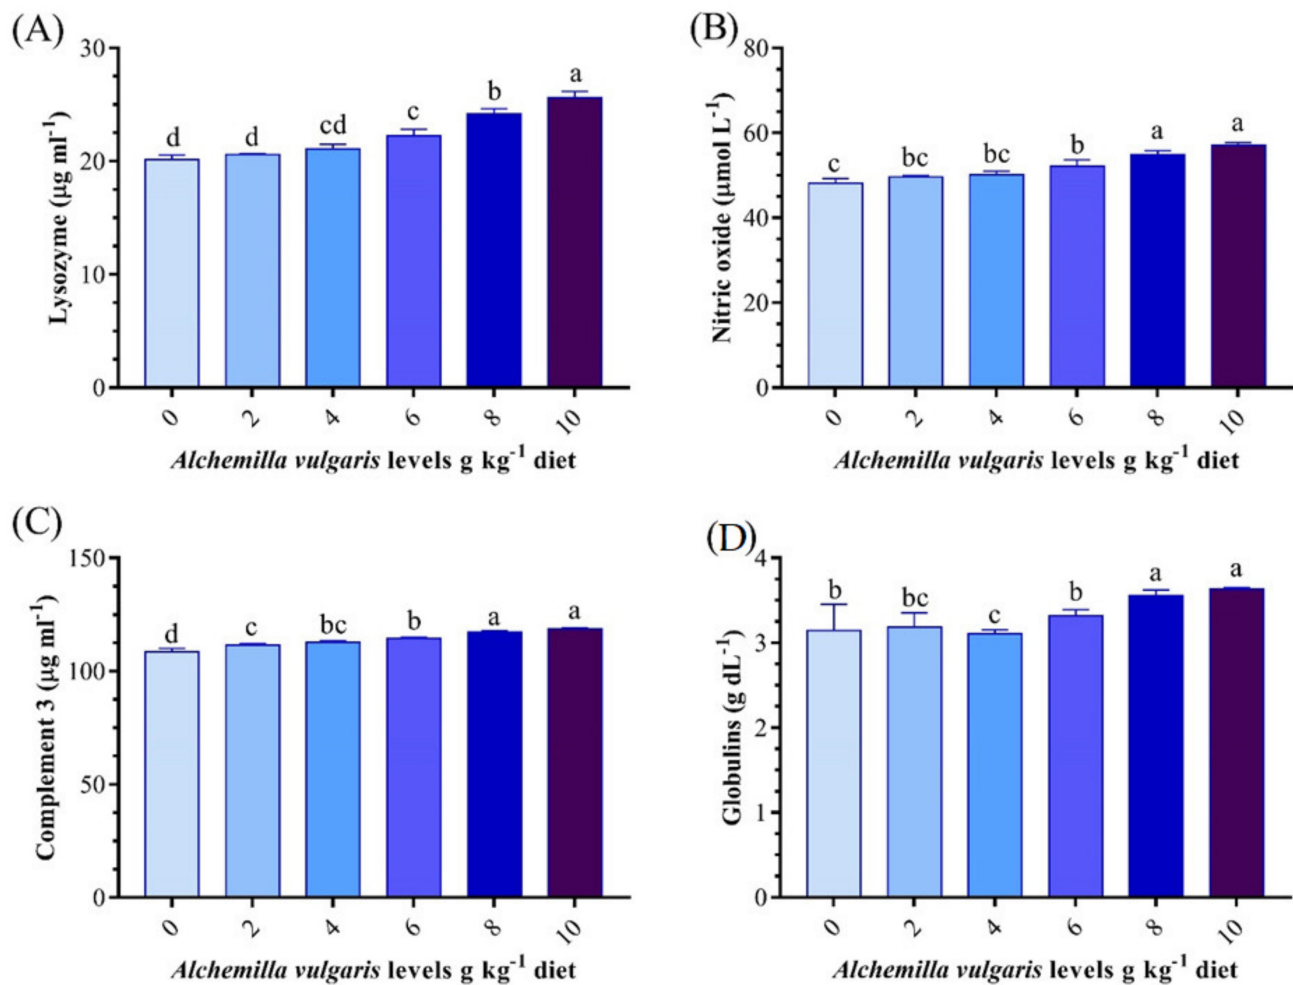 (A)
30
20
10
0
Lysozyme (µg ml⁻¹)
d d cd c b a
0 2 4 6 8 10
Alchemilla vulgaris levels g kg⁻¹ diet
(B)
80
60
40
20
0
Nitric oxide (µmol L⁻¹)
c bc bc b a a
0 2 4 6 8 10
Alchemilla vulgaris levels g kg⁻¹ diet
(C)
150
100
50
0
Complement 3 (µg ml⁻¹)
d c bc b a a
0 2 4 6 8 10
Alchemilla vulgaris levels g kg⁻¹ diet
(D)
4
3
2
1
0
Globulins (g dL⁻¹)
b bc c b a a
0 2 4 6 8 10
Alchemilla vulgaris levels g kg⁻¹ diet